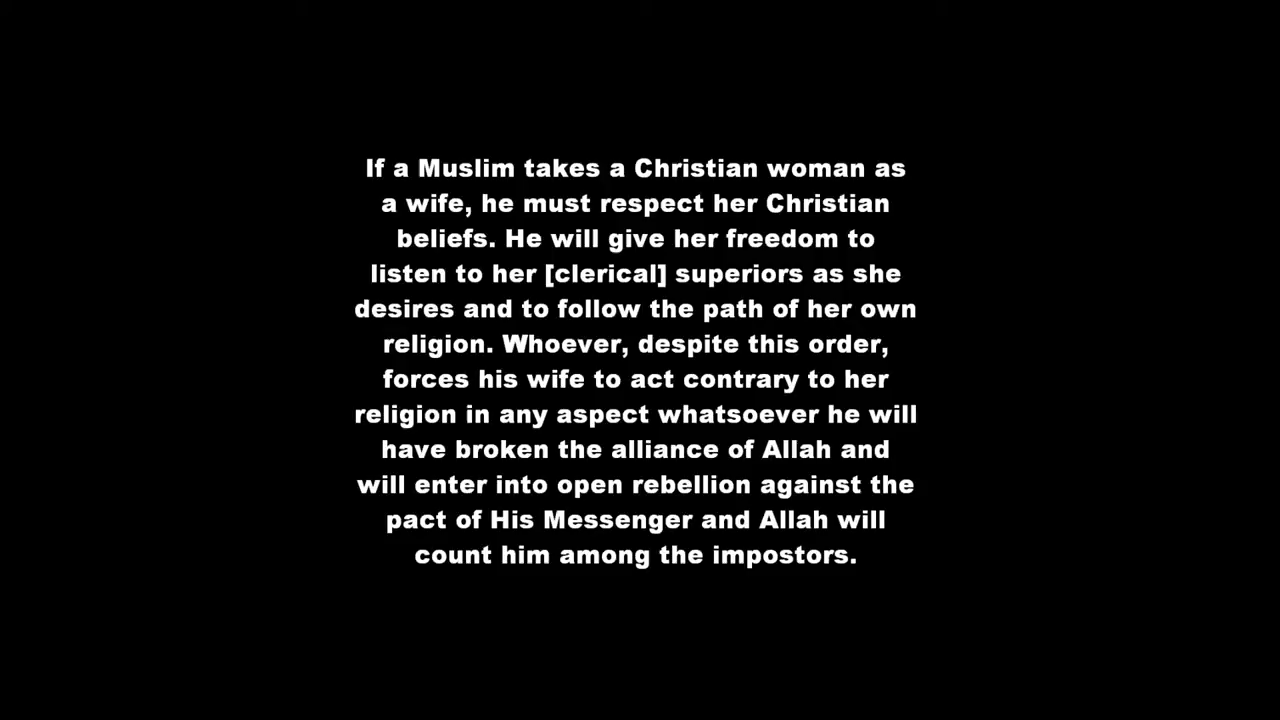 If a Muslim takes a Christian woman as
a wife, he must respect her Christian
beliefs. He will give her freedom to
listen to her [clerical] superiors as she
desires and to follow the path of her own
religion. Whoever, despite this order,
forces his wife to act contrary to her
religion in any aspect whatsoever he will
have broken the alliance of Allah and
will enter into open rebellion against the
pact of His Messenger and Allah will
count him among the impostors.